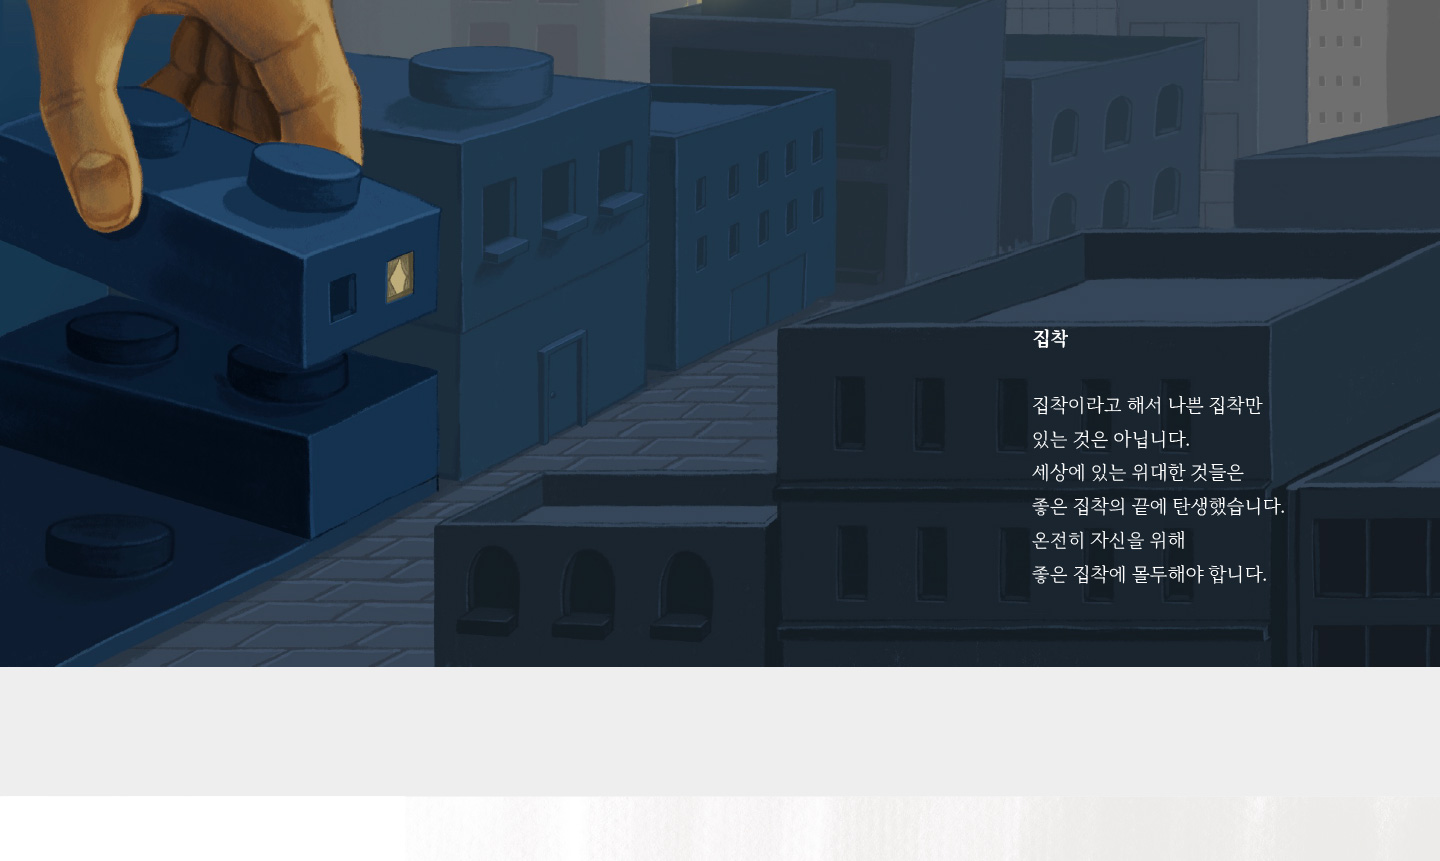 집착
집착이라고 해서 나쁜 집착만
있는 것은 아닙니다.
세상에 있는 위대한 것들은
좋은 집착의 끝에 탄생했습니다.
온전히 자신을 위해
좋은 집착에 몰두해야 합니다.